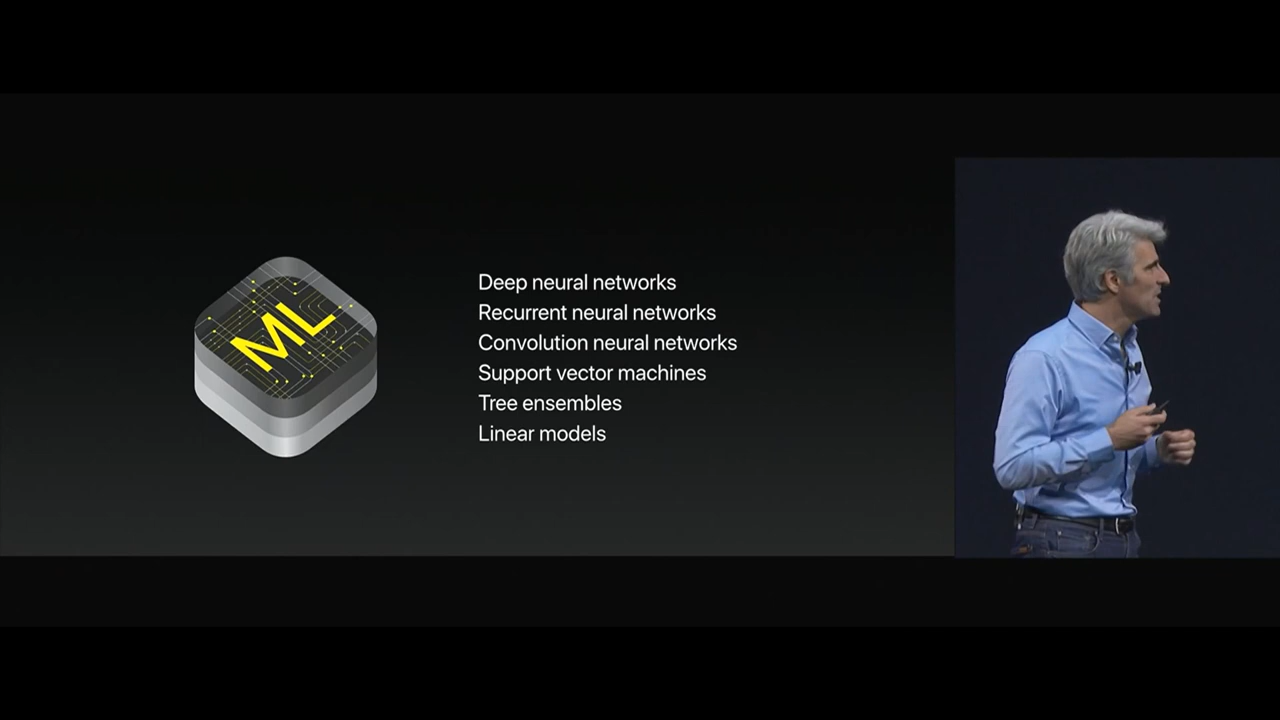 ML
Deep neural networks
Recurrent neural networks
Convolution neural networks
Support vector machines
Tree ensembles
Linear models